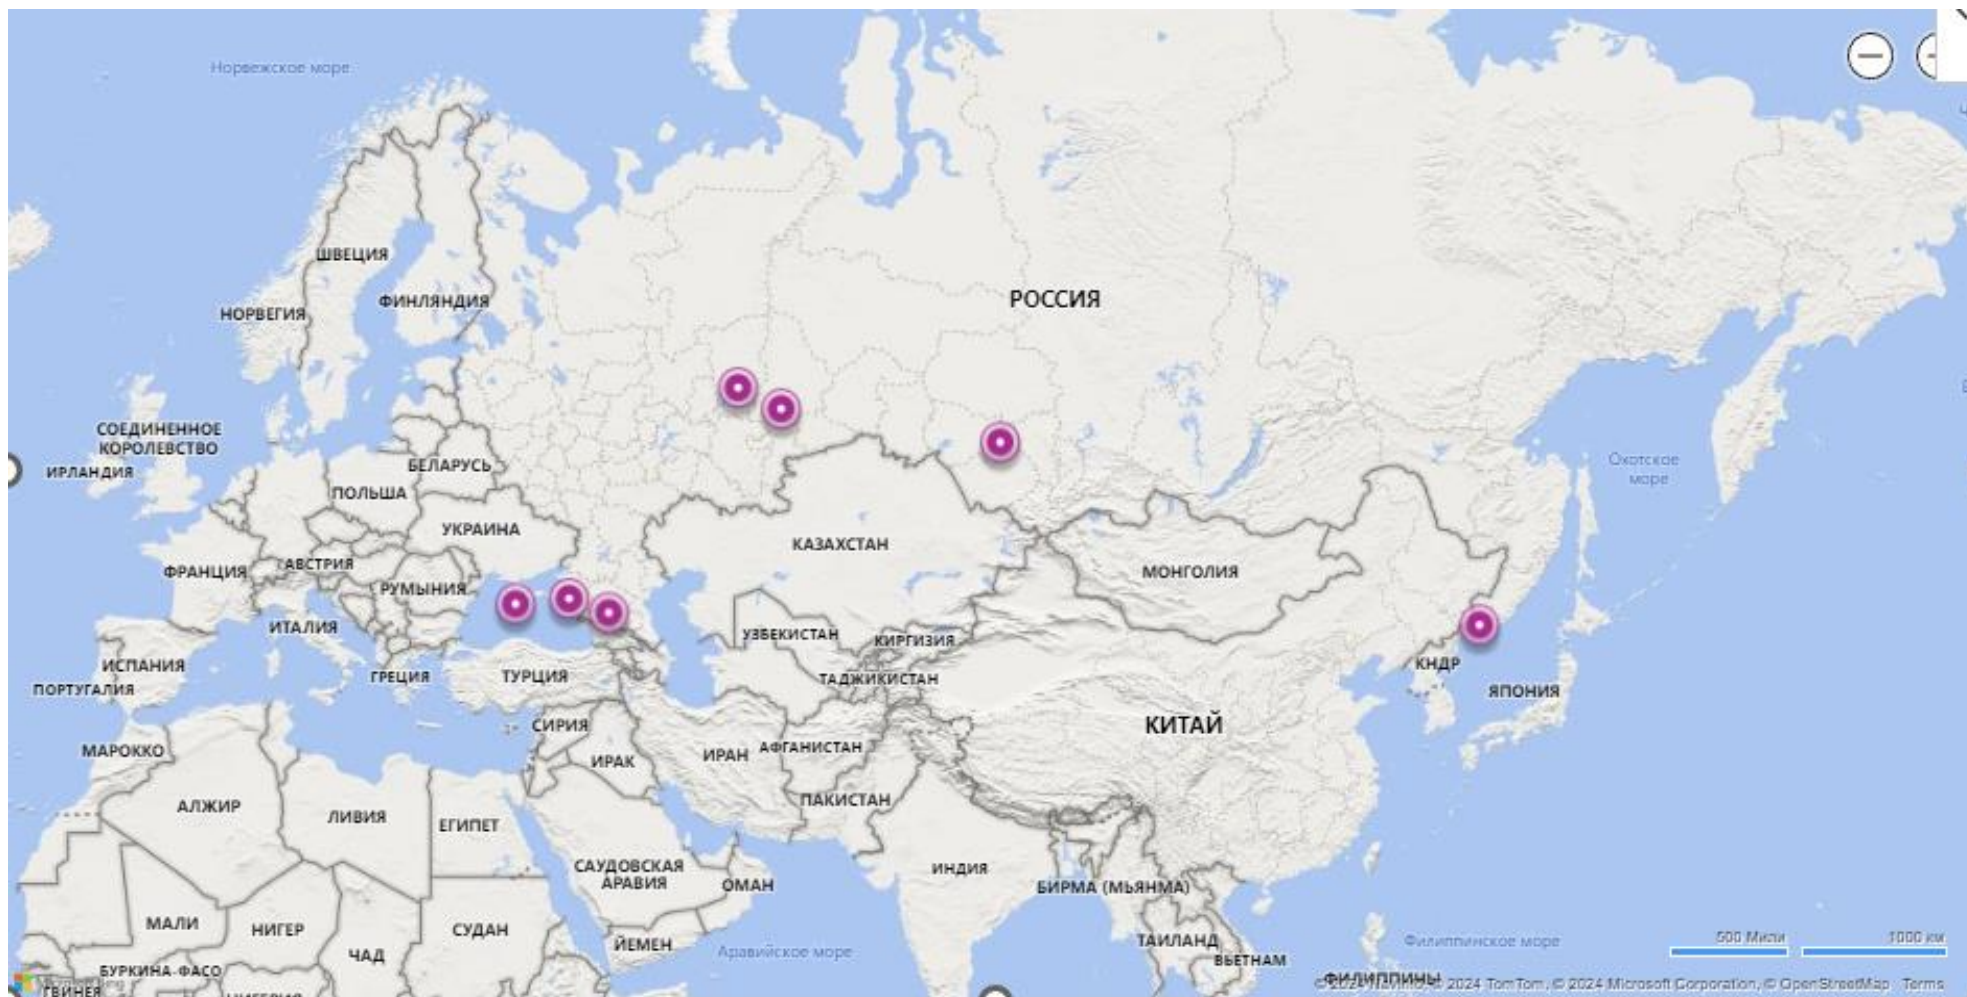 Норвежское море
ШВЕЦИЯ
РОССИЯ
ФИНЛЯНДИЯ
НОРВЕГИЯ
СОЕДИНЕННОЕ
КОРОЛЕВСТВО
ИРЛАНДИЯ
БЕЛАРУСЬ
Охотское
море
ПОЛЬША
УКРАИНА
КАЗАХСТАН
АВСТРИЯ
ФРАНЦИЯ
МОНГОЛИЯ
РУМЫНИЯ
ИТАЛИЯ
УЗБЕКИСТАН
КИРГИЗИЯ
ИСПАНИЯ
КНДР
ГРЕЦИЯ
ТУРЦИЯ
ТАДЖИКИСТАН
ПОРТУГАЛИЯ
ЯПОНИЯ
СИРИЯ
КИТАЙ
МАРОККО
АФГАНИСТАН
ИРАН
ИРАК
ПАКИСТАН
АЛЖИР
ЛИВИЯ
ЕГИПЕТ
САУДОВСКАЯ
АРАВИЯ
ИНДИЯ
ОМАН
БИРМА (МЬЯНМА)
МАЛИ
НИГЕР
СУДАН
ЙЕМЕН
Аравийское море
ТАИЛАНД
Филиппинское море
500 Мили
1000 км
ЧАД
ВЬЕТНАМ
БУРКИНА-ФАСО
ФИЛИППИНЫ
2024 TomTom, © 2024 Microsoft Corporation, © OpenStreetMap Terms
ГВИНЕЯ
НИГЕРИЯ